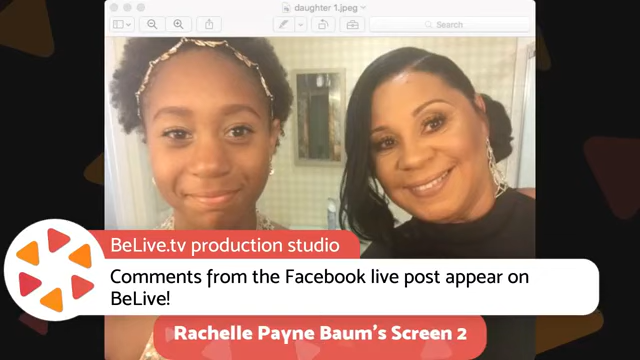 daughter 1.jpeg
Search
BeLive.tv production studio
Comments from the Facebook live post appear on
BeLive!
Rachelle Payne Baum's Screen 2